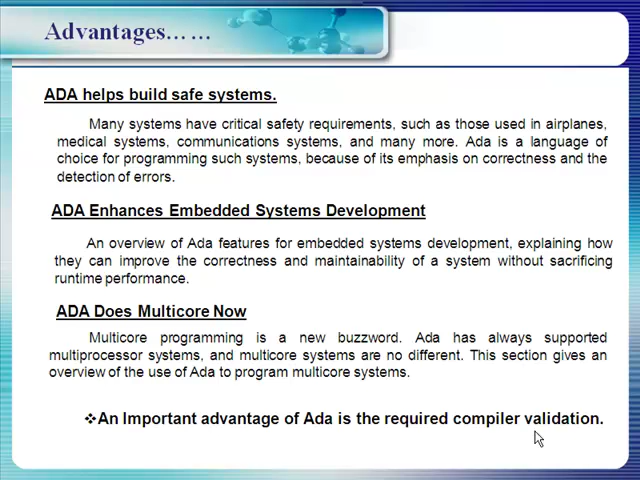 Advantages... ...
ADA helps build safe systems.
Many systems have critical safety requirements, such as those used in airplanes,
medical systems, communications systems, and many more. Ada is a language of
choice for programming such systems, because of its emphasis on correctness and the
detection of errors.
ADA Enhances Embedded Systems Development
An overview of Ada features for embedded systems development, explaining how
they can improve the correctness and maintainability of a system without sacrificing
runtime performance.
ADA Does Multicore Now
Multicore programming is a new buzzword. Ada has always supported
multiprocessor systems, and multicore systems are no different. This section gives an
overview of the use of Ada to program multicore systems.
❖An Important advantage of Ada is the required compiler validation.